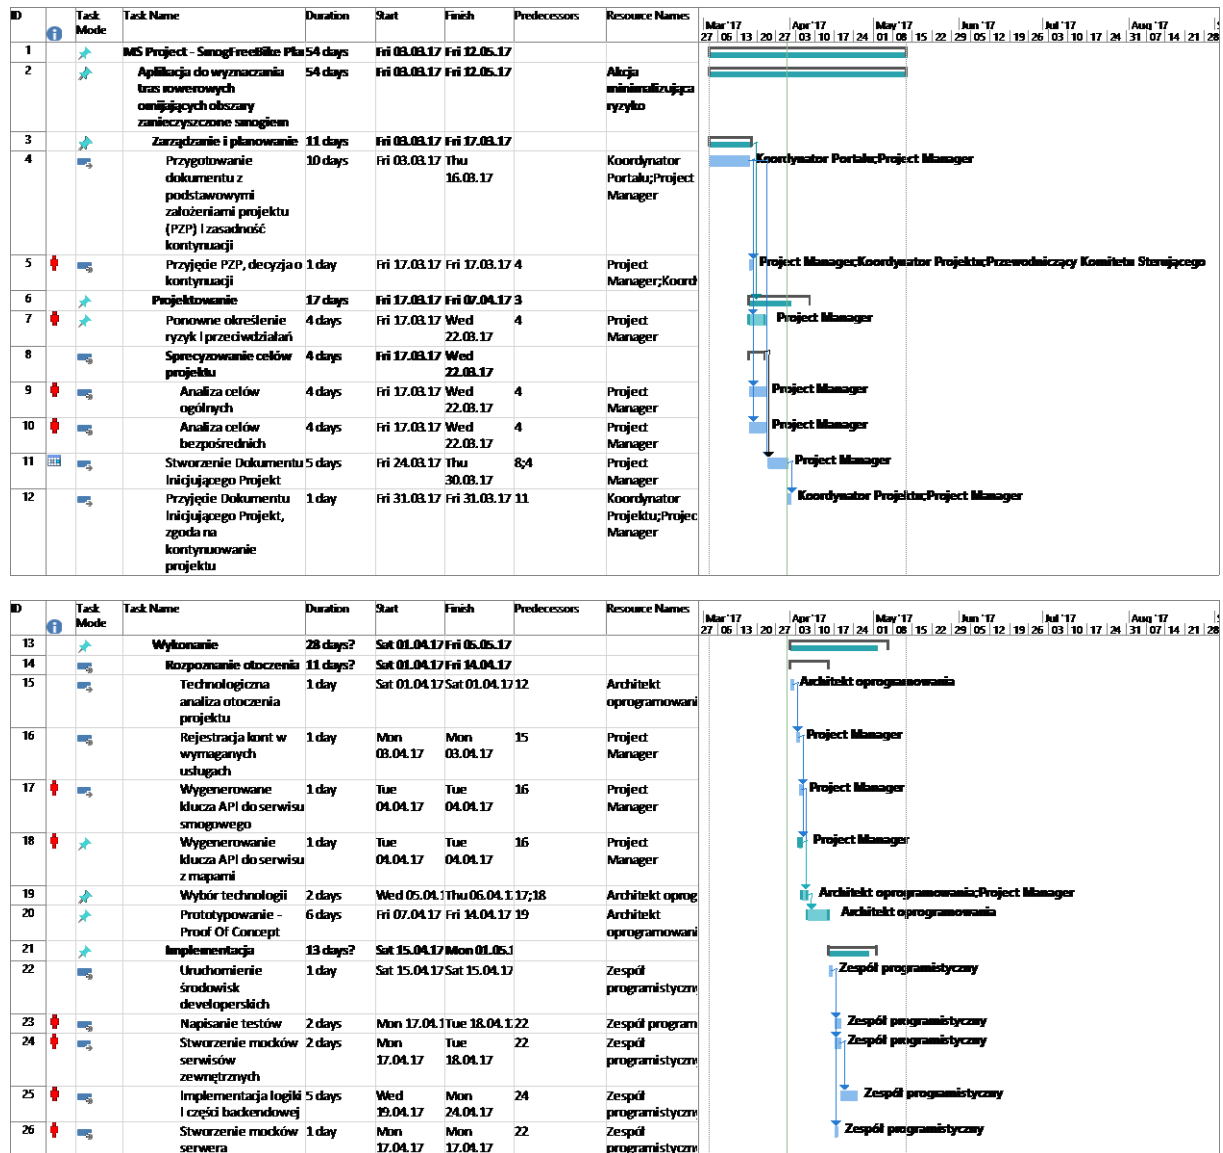 ID Task Mode Task Name Duration Start Finish Predecessors Resource Names
Mar '17 Apr '17 May '17 Jun '17 Jul '17 Aug '17
27 06 13 20 27 03 10 17 24 01 08 15 22 29 05 12 19 26 03 10 17 24 31 07 14 21 28
1 MS Project - SmogFreeBike Pla 54 days Fri 03.03.17 Fri 12.05.17
2 Aplikacja do wyznaczania 54 days Fri 03.03.17 Fri 12.05.17 Akcja
tras rowerowych minimalizująca
omijających obszary ryzyko
zanieczyszczone smogiem
3 Zarządzanie i planowanie 11 days Fri 03.03.17 Fri 17.03.17
4 Przygotowanie 10 days Fri 03.03.17 Thu Koordynator Koordynator Portalu;Project Manager
dokumentu z 16.03.17 Portalu;Project
podstawowymi Manager
założeniami projektu
(PZP) I zasadność
kontynuacji
5 Przyjęcie PZP, decyzja o 1 day Fri 17.03.17 Fri 17.03.17 4 Project Project Manager;Koordynator Projektu;Przewodniczący Komitetu Sterującego
kontynuacji Manager;Koord
6 Projektowanie 17 days Fri 17.03.17 Fri 07.04.17 3
7 Ponowne określenie 4 days Fri 17.03.17 Wed 4 Project Project Manager
ryzyk I przeciwdziałań 22.03.17 Manager
8 Sprecyzowanie celów 4 days Fri 17.03.17 Wed
projektu 22.03.17
9 Analiza celów 4 days Fri 17.03.17 Wed 4 Project Project Manager
ogólnych 22.03.17 Manager
10 Analiza celów 4 days Fri 17.03.17 Wed 4 Project Project Manager
bezpośrednich 22.03.17 Manager
11 Stworzenie Dokumentu 5 days Fri 24.03.17 Thu 8;4 Project Project Manager
Inicjującego Projekt 30.03.17 Manager
12 Przyjęcie Dokumentu 1 day Fri 31.03.17 Fri 31.03.17 11 Koordynator Koordynator Projektu;Project Manager
Inicjującego Projekt, Projektu;Projec
zgoda na Manager
kontynuowanie
projektu
ID Task Mode Task Name Duration Start Finish Predecessors Resource Names
Mar '17 Apr '17 May '17 Jun '17 Jul '17 Aug '17
27 06 13 20 27 03 10 17 24 01 08 15 22 29 05 12 19 26 03 10 17 24 31 07 14 21 28
13 Wykonanie 28 days? Sat 01.04.17 Fri 05.05.17
14 Rozpoznanie otoczenia 11 days? Sat 01.04.17 Fri 14.04.17
15 Technologiczna 1 day Sat 01.04.17 Sat 01.04.17 12 Architekt Architekt oprogramowania
analiza otoczenia oprogramowani
projektu
16 Rejestracja kont w 1 day Mon Mon 15 Project Project Manager
wymaganych 03.04.17 03.04.17 Manager
usługach
17 Wygenerowane 1 day Tue Tue 16 Project Project Manager
klucza API do serwisu 04.04.17 04.04.17 Manager
smogowego
18 Wygenerowanie 1 day Tue Tue 16 Project Project Manager
klucza API do serwisu 04.04.17 04.04.17 Manager
z mapami
19 Wybór technologii 2 days Wed 05.04.1 Thu 06.04.1 17;18 Architekt oprog Architekt oprogramowania;Project Manager
20 Prototypowanie - 6 days Fri 07.04.17 Fri 14.04.17 19 Architekt Architekt oprogramowania
Proof Of Concept oprogramowani
21 Implementacja 13 days? Sat 15.04.17 Mon 01.05.1
22 Uruchomienie 1 day Sat 15.04.17 Sat 15.04.17 Zespół Zespół programistyczny
środowisk programistyczny
developerskich
23 Napisanie testów 2 days Mon 17.04.1 Tue 18.04.1 22 Zespół program Zespół programistyczny
24 Stworzenie mocków 2 days Mon Tue 22 Zespół Zespół programistyczny
serwisów 17.04.17 18.04.17 programistyczn
zewnętrznych
25 Implementacja logiki 5 days Wed Mon 24 Zespół Zespół programistyczny
I części backendowej 19.04.17 24.04.17 programistyczn
26 Stworzenie mocków 1 day Mon Mon 22 Zespół Zespół programistyczny
serwera 17.04.17 17.04.17 programistyczn